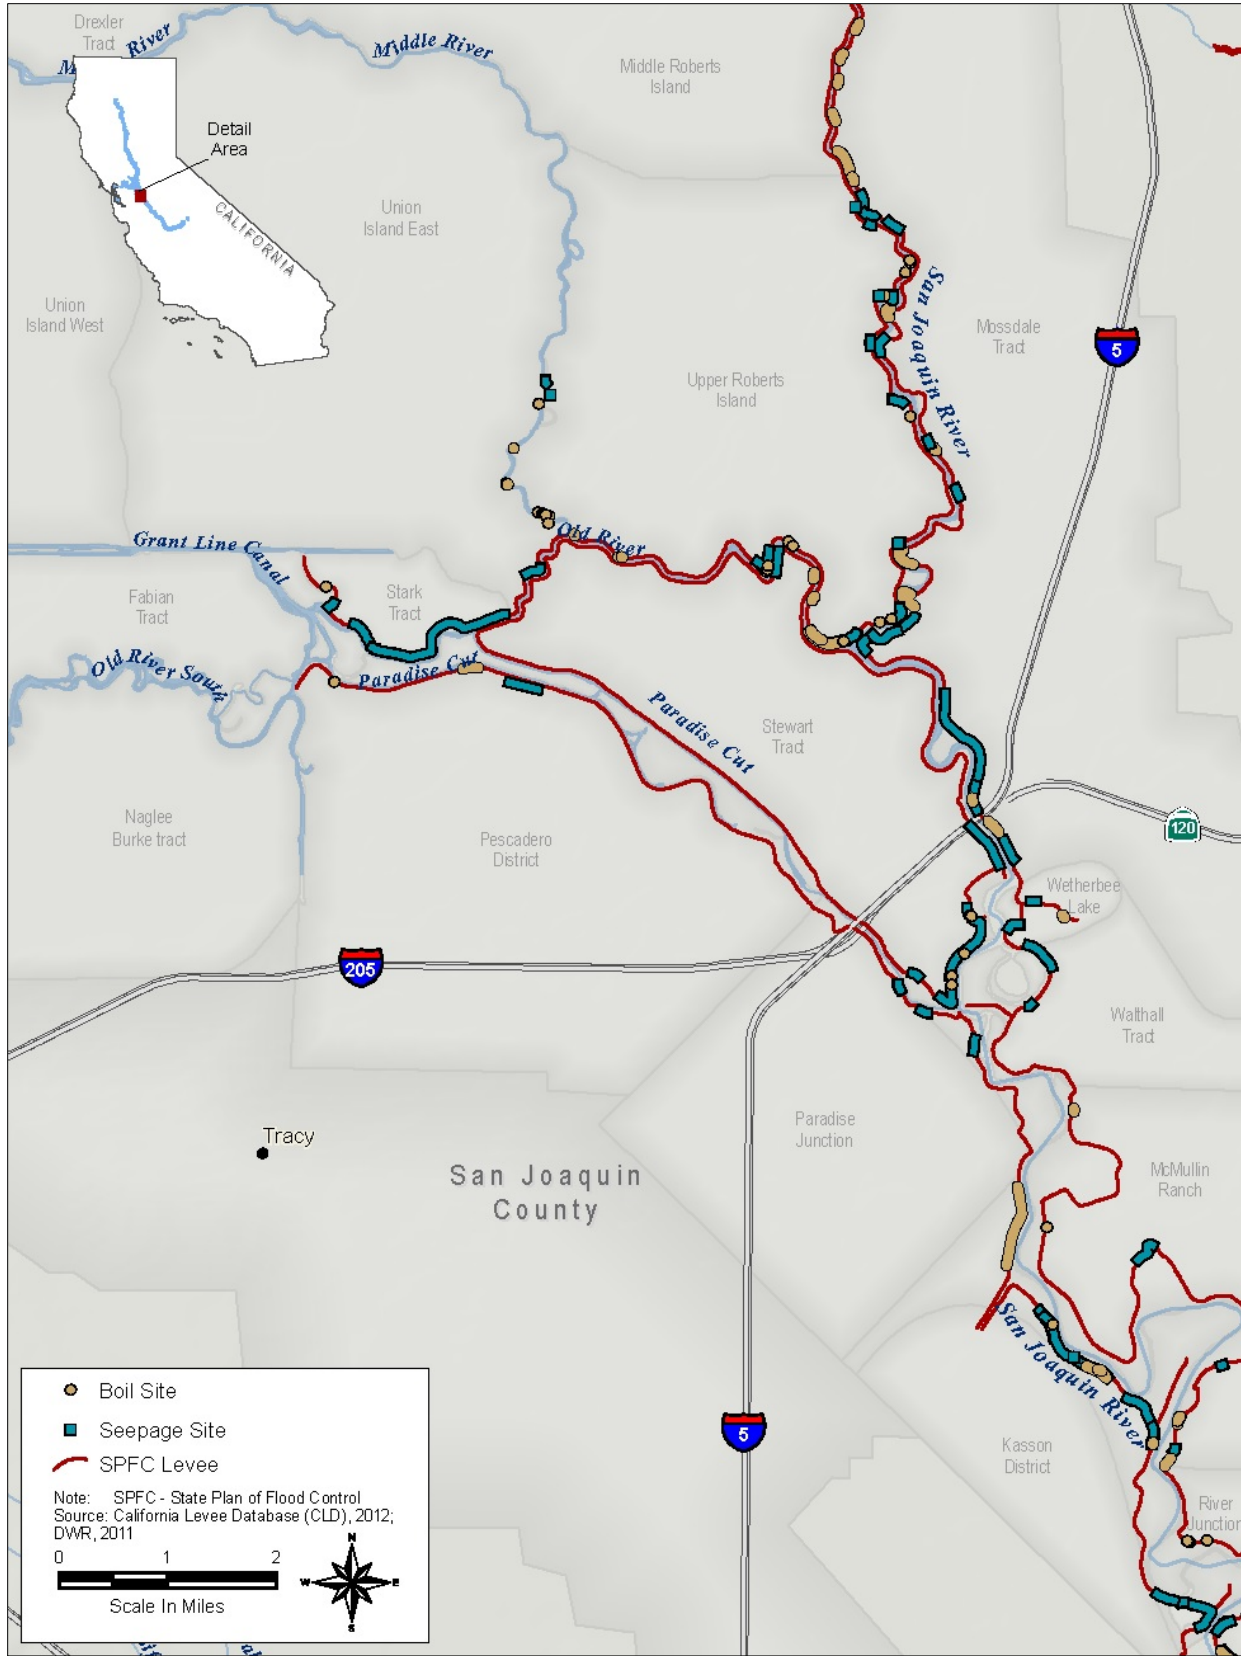 Drexler
Tract
River
Middle River
Middle Roberts
Island
Detail
Area
CALIFORNIA
Union
Island East
Union
Island West
San Joaquin River
Mossdale
Tract
5
Upper Roberts
Island
Grant Line Canal
Old River
Fabian
Tract
Stark
Tract
Old River South
Paradise Cut
Paradise Cut
Stewart
Tract
Naglee
Burke tract
Pescadero
District
120
Wetherbee
Lake
205
Walthall
Tract
Paradise
Junction
Tracy
San Joaquin
County
McMullin
Ranch
San Joaquin River
5
Kasson
District
River
Junction
Boil Site
Seepage Site
SPFC Levee
Note: SPFC - State Plan of Flood Control
Source: California Levee Database (CLD), 2012;
DWR, 2011
0 1 2
Scale In Miles
N
W E
S